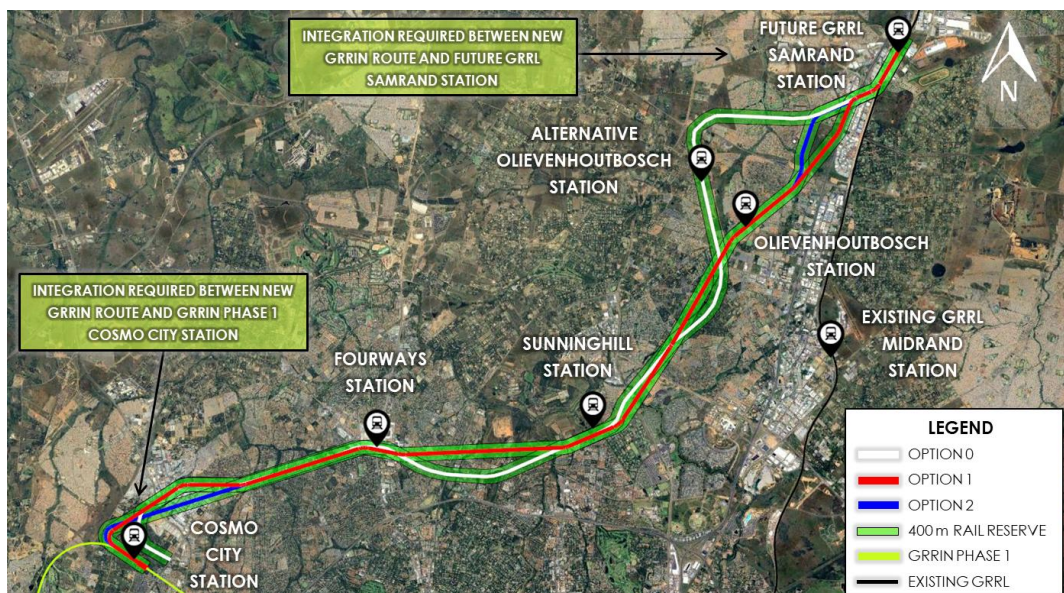 INTEGRATION REQUIRED BETWEEN NEW
GRRIN ROUTE AND FUTURE GRRL
SAMRAND STATION
FUTURE GRRL
SAMRAND
STATION
N
ALTERNATIVE
OLIEVENHOUTBOSCH
STATION
OLIEVENHOUTBOSCH
STATION
INTEGRATION REQUIRED BETWEEN NEW
GRRIN ROUTE AND GRRIN PHASE 1
COSMO CITY STATION
FOURWAYS
STATION
SUNNINGHILL
STATION
EXISTING GRRL
MIDRAND
STATION
COSMO
CITY
STATION
LEGEND
OPTION 0
OPTION 1
OPTION 2
400 m RAIL RESERVE
GRRIN PHASE 1
EXISTING GRRL